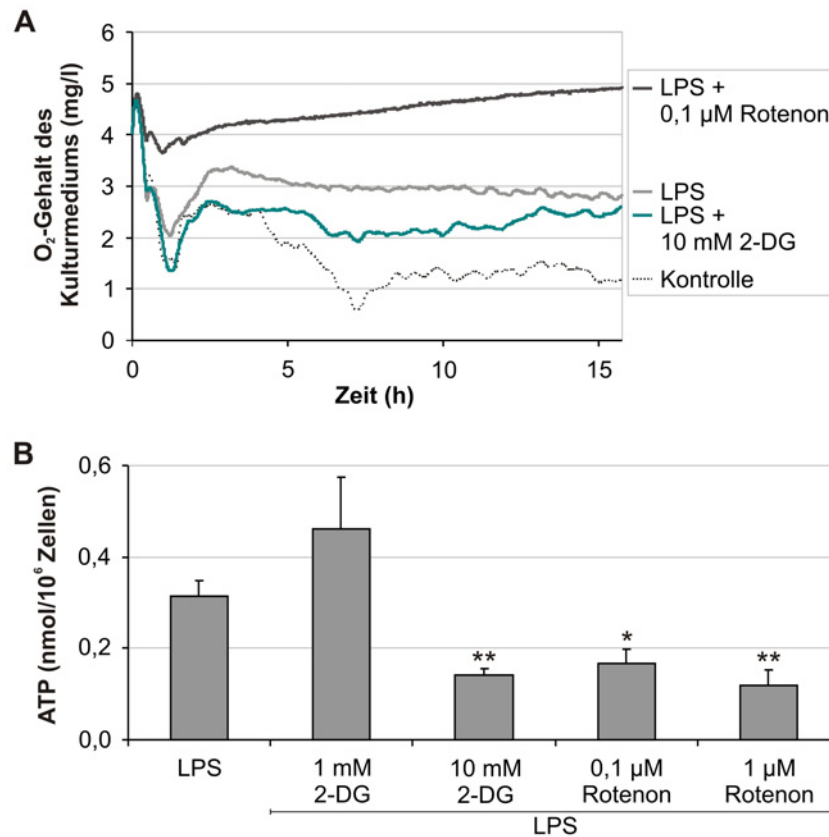 A
O₂-Gehalt des
Kulturmediums (mg/l)
6
5
4
3
2
1
0
0
5
10
15
Zeit (h)
LPS +
0,1 µM Rotenon
LPS
LPS +
10 mM 2-DG
Kontrolle
B
ATP (nmol/10⁶ Zellen)
0,6
0,4
0,2
0,0
**
*
**
LPS
1 mM
2-DG
10 mM
2-DG
0,1 µM
Rotenon
1 µM
Rotenon
LPS